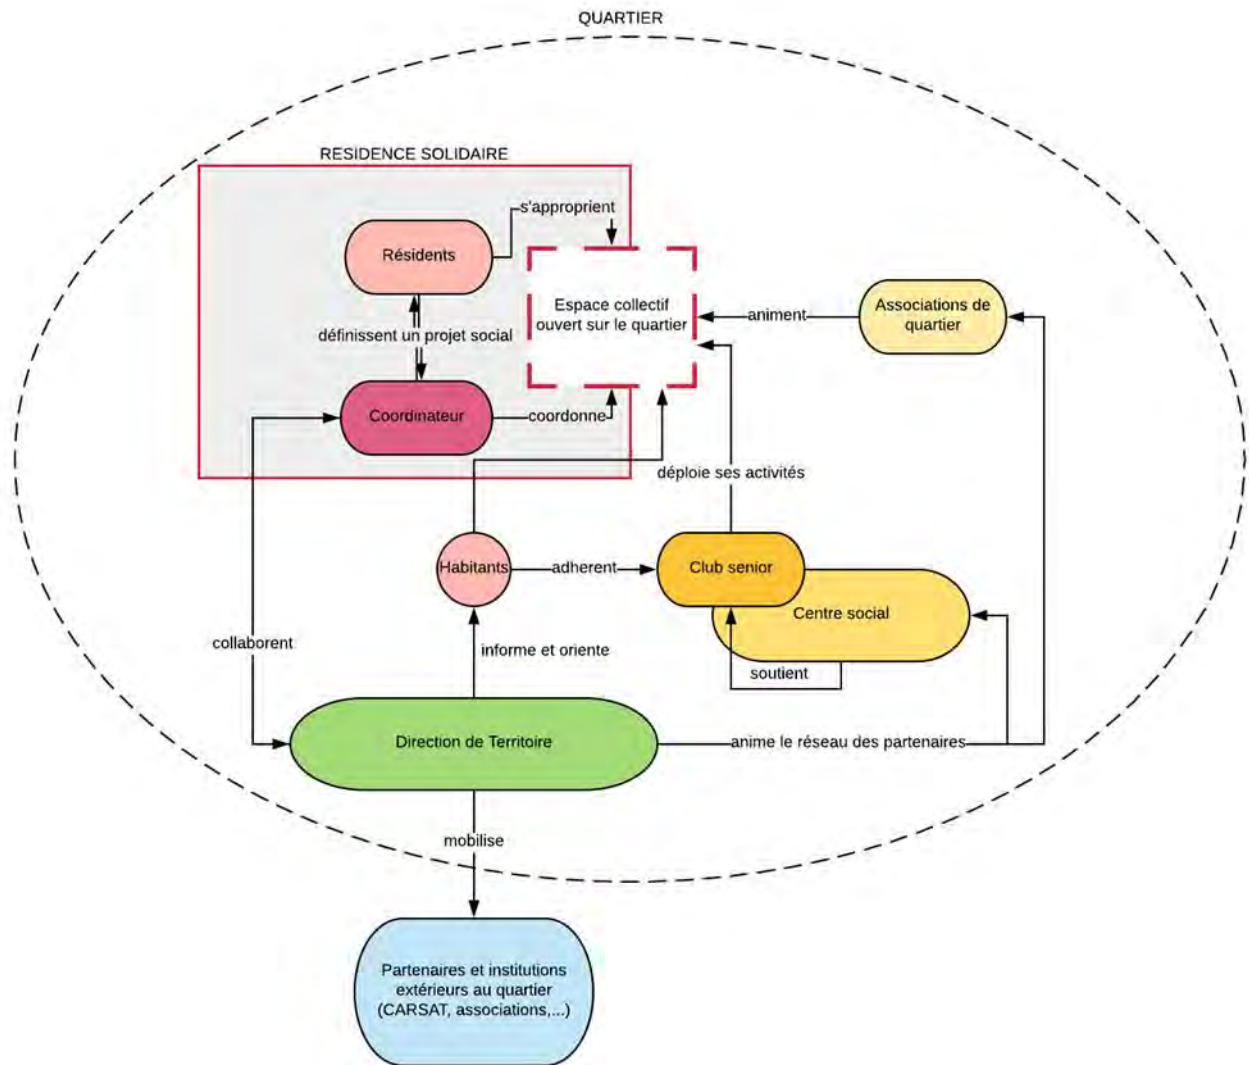 QUARTIER
RESIDENCE SOLIDAIRE
s'approprient
Résidents
Espace collectif
ouvert sur le quartier
animent
Associations de
quartier
définissent un projet social
Coordinateur
coordonne
déploie ses activités
Habitants
adherent
Club senior
Centre social
collaborent
informe et oriente
soutient
Direction de Territoire
anime le réseau des partenaires
mobilise
Partenaires et institutions
extérieurs au quartier
(CARSAT, associations,...)